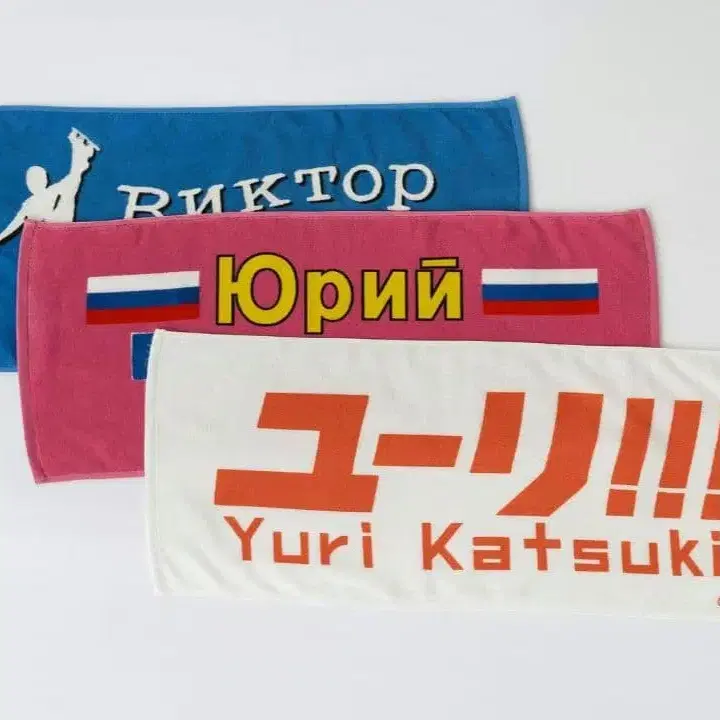 Виктор
Юрий
ユーリ!!!
Yuri Katsuki